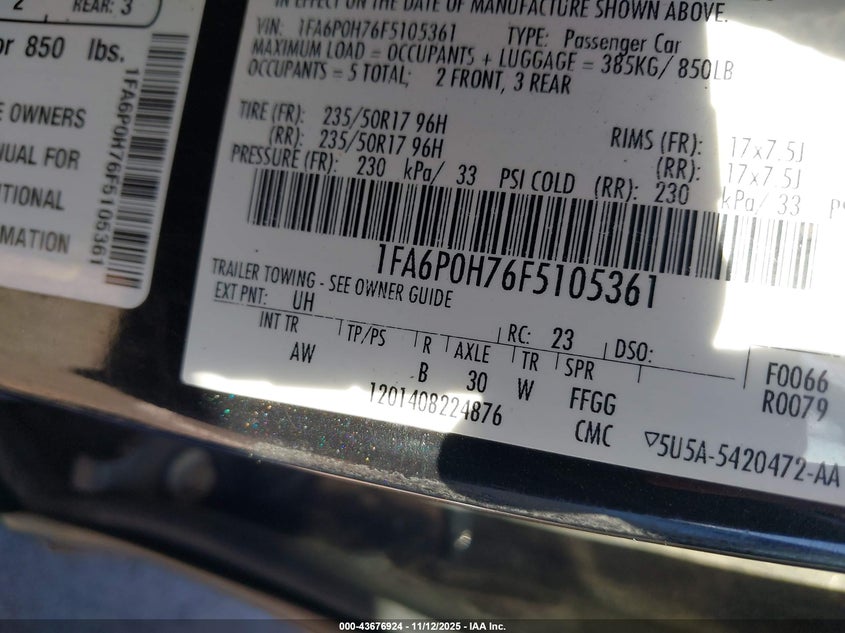 2 REAR: 3
or 850 lbs.
E OWNERS
NUAL FOR
ITIONAL
RMATION
1FA6P0H76F5105361
IN EFFECT ON THE DATE OF MANUFACTURE SHOWN ABOVE.
VIN: 1FA6P0H76F5105361 TYPE: Passenger Car
MAXIMUM LOAD = OCCUPANTS + LUGGAGE = 385KG/ 850LB
OCCUPANTS = 5 TOTAL; 2 FRONT, 3 REAR
TIRE (FR): 235/50R17 96H RIMS (FR): 17x7.5J
(RR): 235/50R17 96H (RR): 17x7.5J
PRESSURE (FR): 230 kPa/ 33 PSI COLD (RR): 230 kPa/ 33 PS
1FA6P0H76F5105361
TRAILER TOWING - SEE OWNER GUIDE
EXT PNT: UH RC: 23 DSO:
INT TR TP/PS R AXLE TR SPR F0066
AW B 30 W FFGG R0079
1201408224876 CMC ▽5U5A-5420472-AA
000-43676924 - 11/12/2025 - IAA Inc.